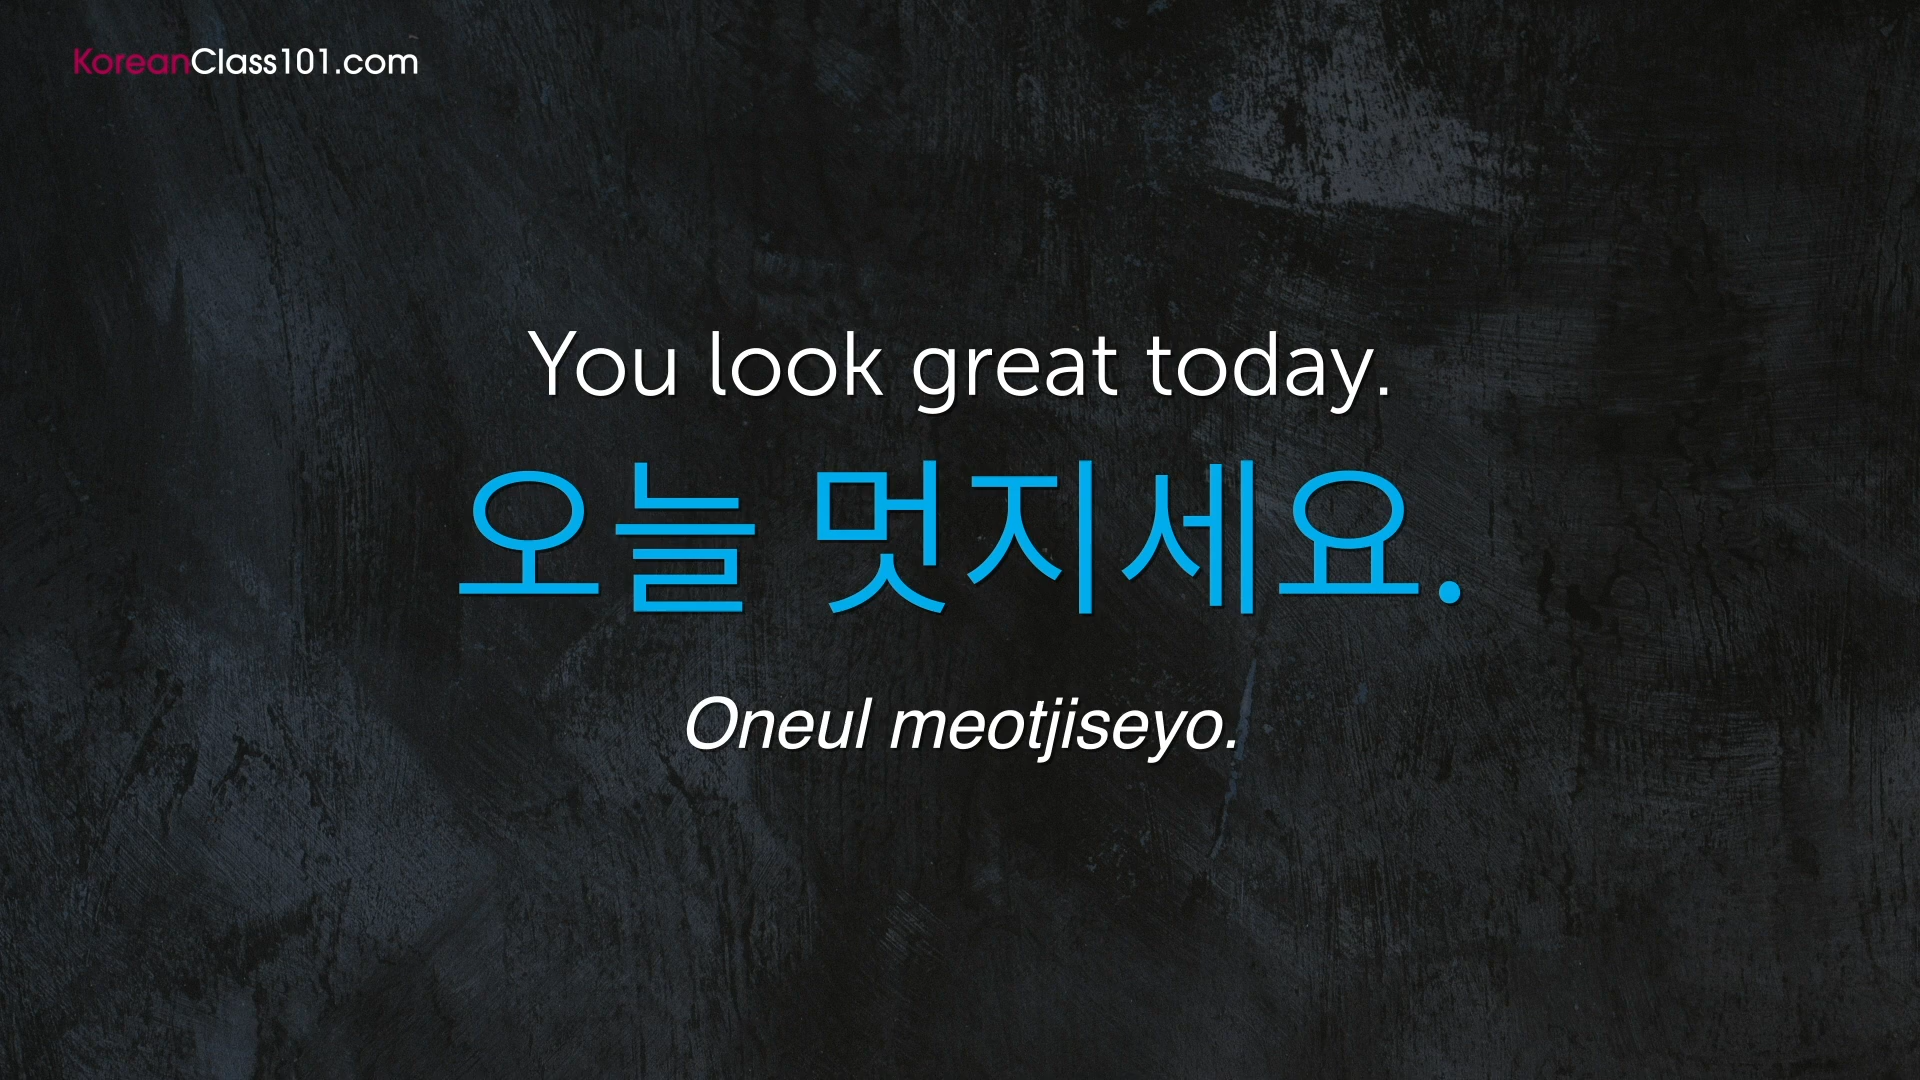 KoreanClass101.com
You look great today.
오늘 멋지세요.
Oneul meotjiseyo.